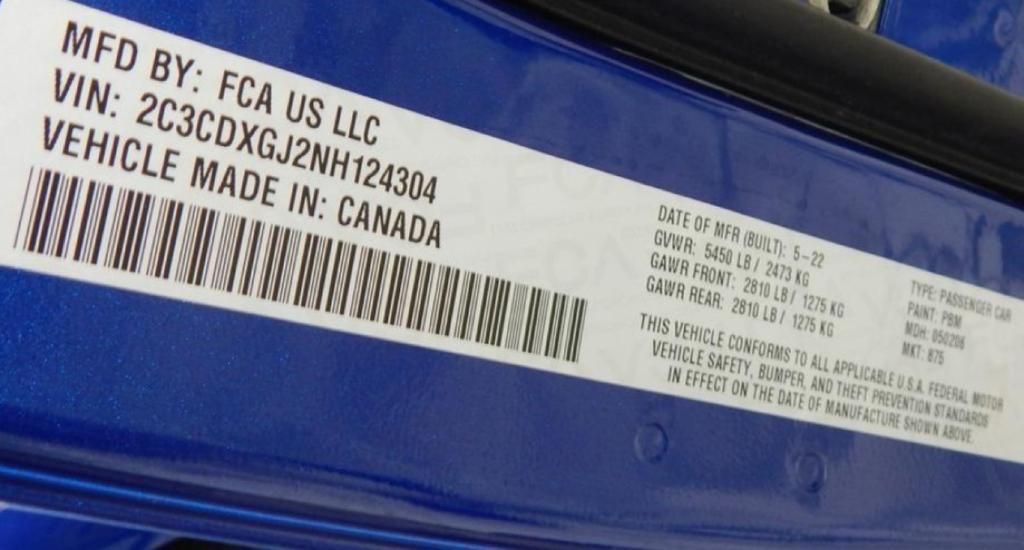 MFD BY: FCA US LLC
VIN: 2C3CDXGJ2NH124304
VEHICLE MADE IN: CANADA
DATE OF MFR (BUILT): 5-22
GVWR: 5450 LB / 2473 KG
GAWR FRONT: 2810 LB / 1275 KG
GAWR REAR: 2810 LB / 1275 KG
TYPE: PASSENGER CAR
PAINT: PBM
MDH: 050206
MKT: 875
THIS VEHICLE CONFORMS TO ALL APPLICABLE U.S.A. FEDERAL MOTOR
VEHICLE SAFETY, BUMPER, AND THEFT PREVENTION STANDARDS
IN EFFECT ON THE DATE OF MANUFACTURE SHOWN ABOVE.